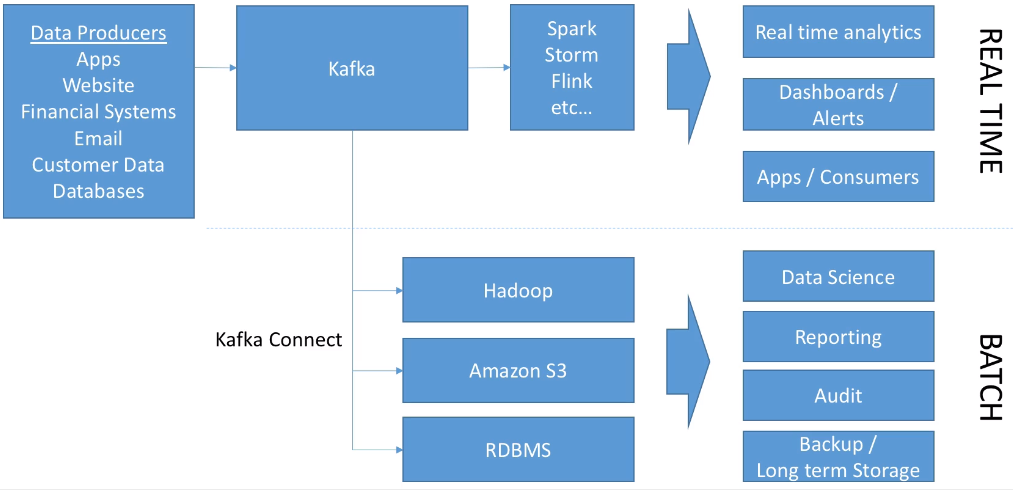 Data Producers
Apps
Website
Financial Systems
Email
Customer Data
Databases
Kafka
Spark
Storm
Flink
etc...
Real time analytics
Dashboards /
Alerts
Apps / Consumers
REAL TIME
Kafka Connect
Hadoop
Amazon S3
RDBMS
Data Science
Reporting
Audit
Backup /
Long term Storage
BATCH